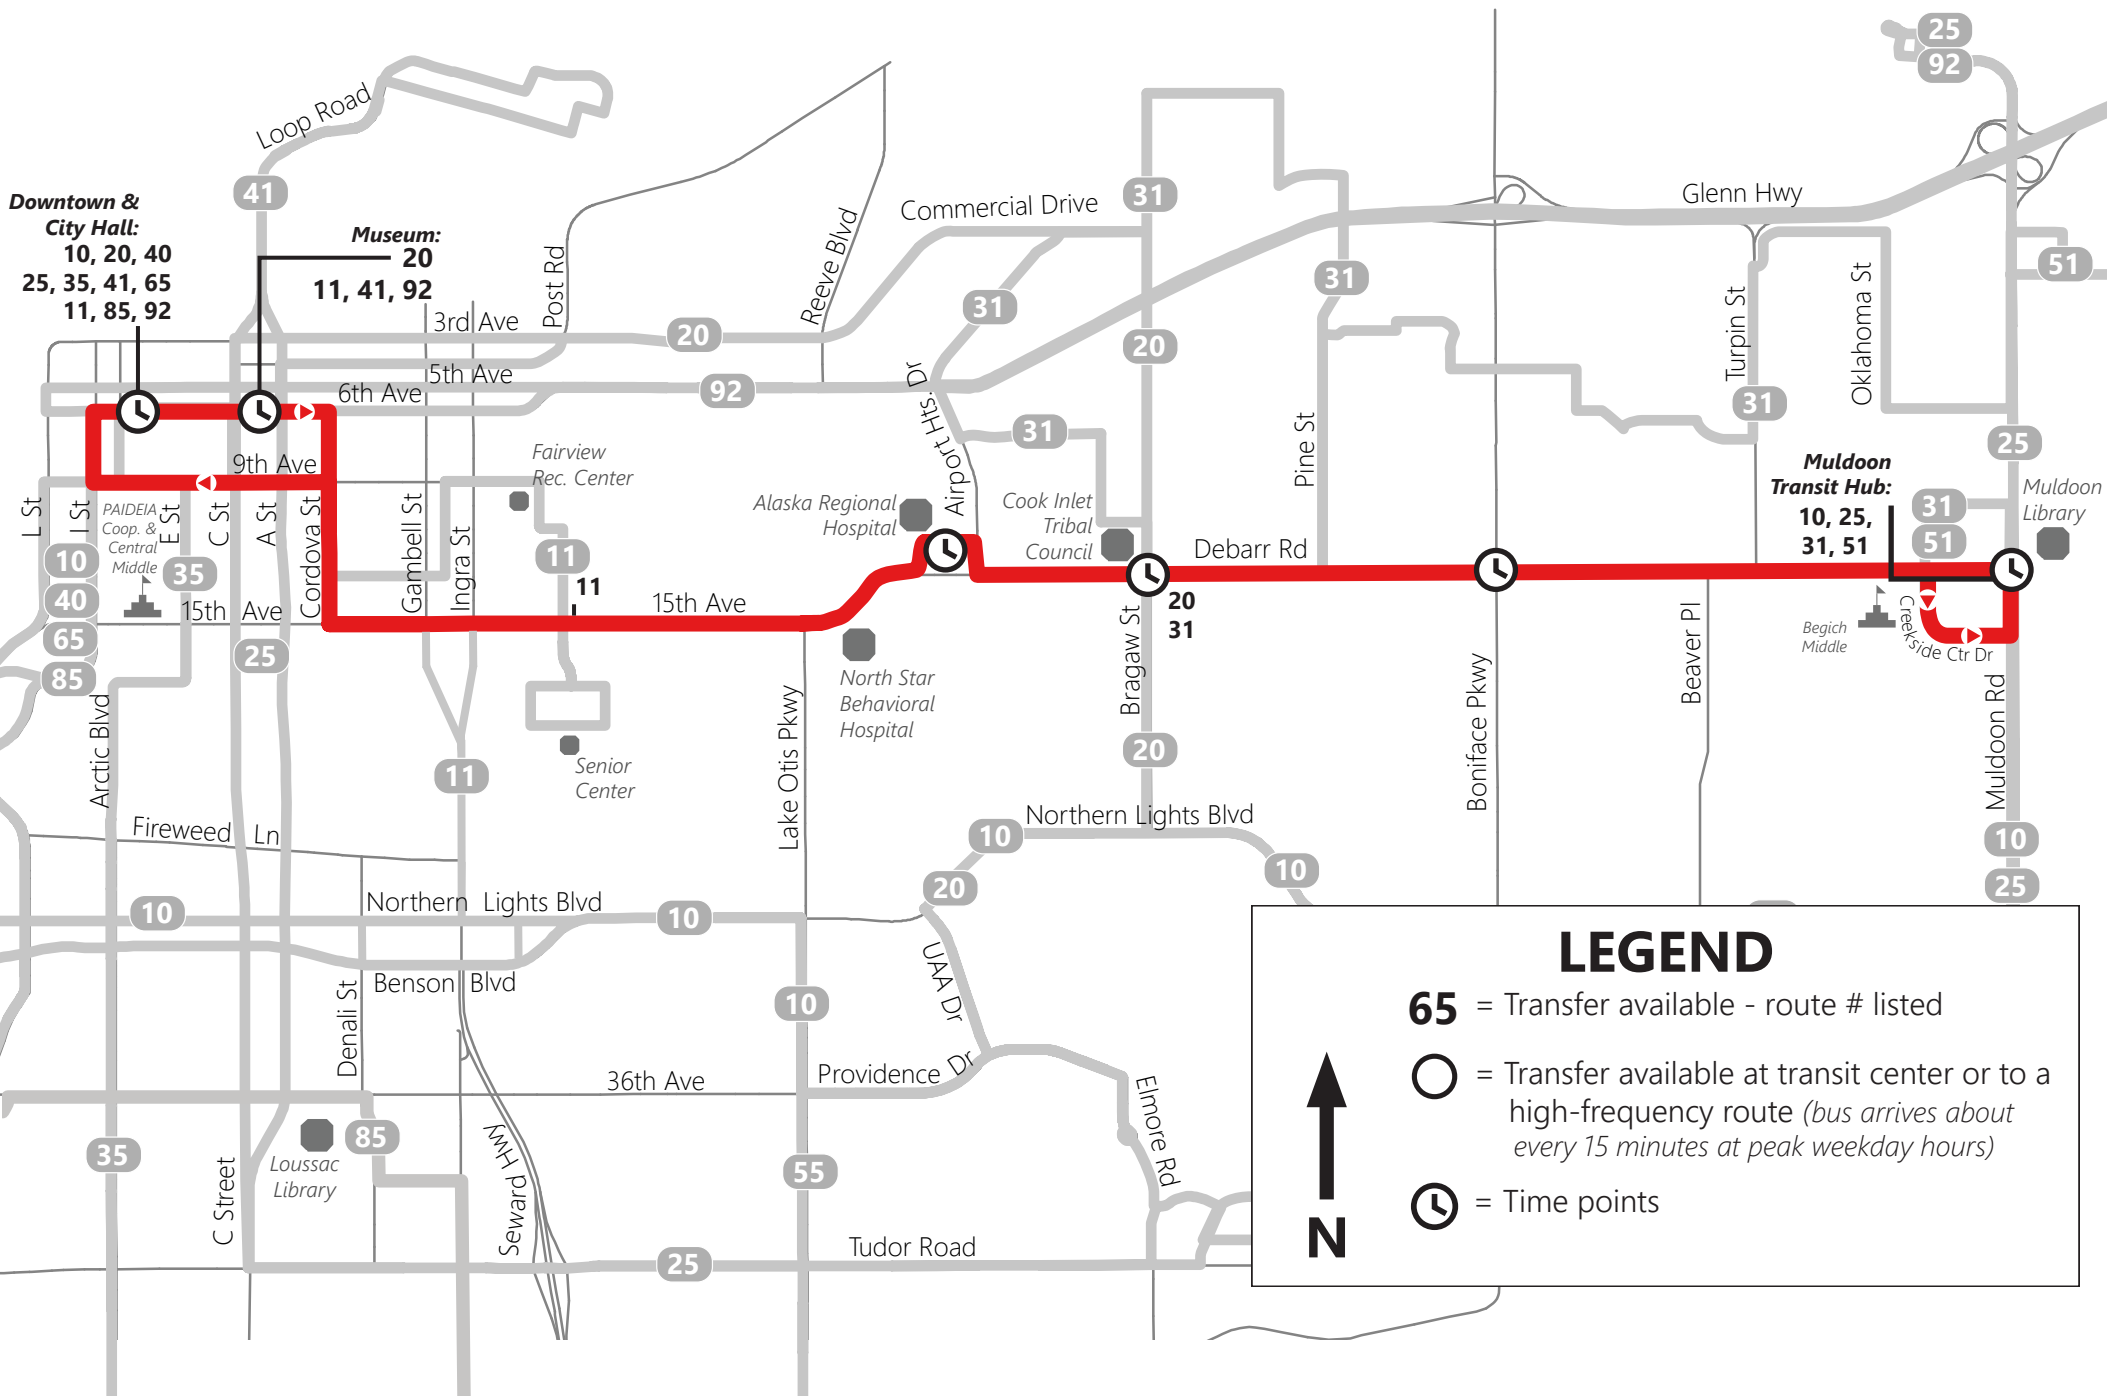 25
92
Loop Road
41
Downtown &
City Hall:
10, 20, 40
25, 35, 41, 65
11, 85, 92
Museum:
20
11, 41, 92
Commercial Drive
31
Glenn Hwy
Post Rd
Reeve Blvd
31
31
51
3rd Ave
20
20
Turpin St
Oklahoma St
5th Ave
6th Ave
92
Airport Hts. Dr
31
31
25
Pine St
9th Ave
Fairview
Rec. Center
Muldoon
Transit Hub:
10, 25,
31, 51
Muldoon
Library
31
51
L St
I St
PAIDEIA
Coop. &
Central
Middle
E St
C St
A St
Cordova St
Gambell St
Ingra St
Alaska Regional
Hospital
Cook Inlet
Tribal
Council
Debarr Rd
10
40
65
85
35
11
11
15th Ave
15th Ave
20
31
Begich
Middle
Creekside Ctr Dr
25
North Star
Behavioral
Hospital
Bragaw St
Boniface Pkwy
Beaver Pl
Muldoon Rd
Arctic Blvd
Lake Otis Pkwy
11
Senior
Center
20
Fireweed Ln
10
Northern Lights Blvd
10
10
25
20
10
Northern Lights Blvd
10
UAA Dr
Benson Blvd
Denali St
10
36th Ave
Providence Dr
Elmore Rd
35
85
Loussac
Library
C Street
Seward Hwy
55
25
Tudor Road
LEGEND
65 = Transfer available - route # listed
= Transfer available at transit center or to a
high-frequency route (bus arrives about
every 15 minutes at peak weekday hours)
= Time points
N